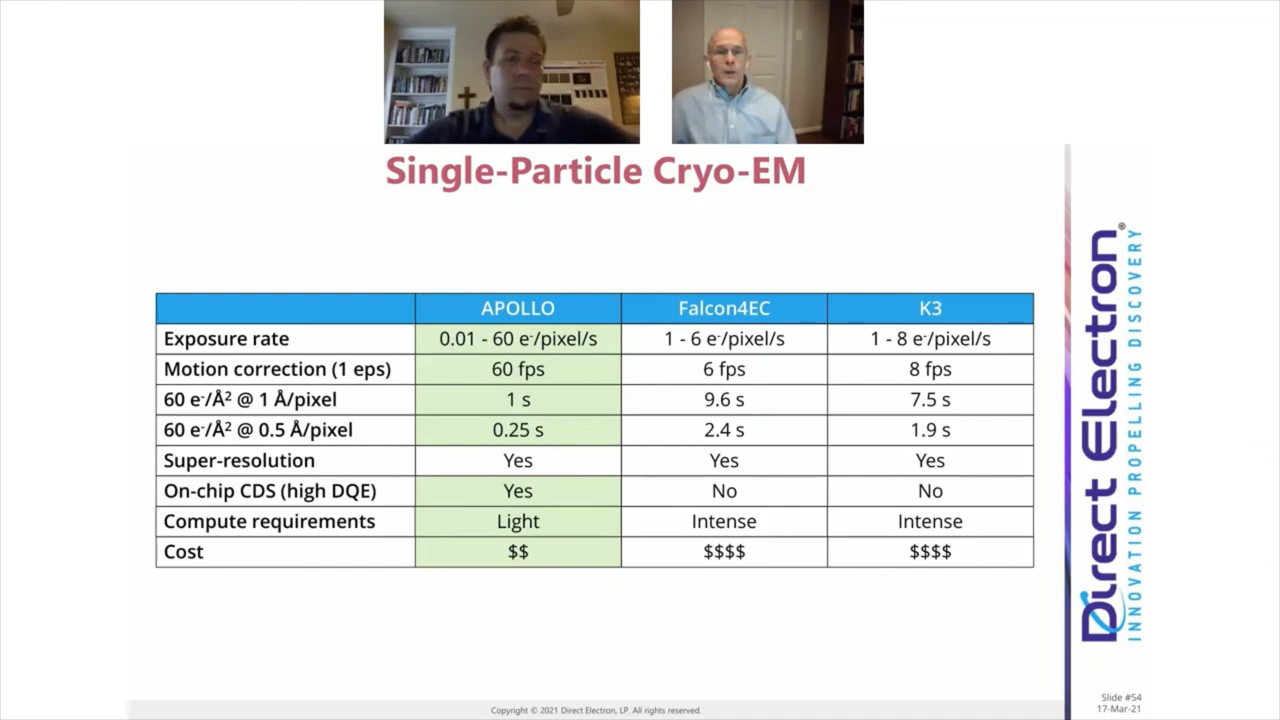 Single-Particle Cryo-EM
APOLLO Falcon4EC K3
Exposure rate 0.01 - 60 e⁻/pixel/s 1 - 6 e⁻/pixel/s 1 - 8 e⁻/pixel/s
Motion correction (1 eps) 60 fps 6 fps 8 fps
60 e⁻/Å² @ 1 Å/pixel 1 s 9.6 s 7.5 s
60 e⁻/Å² @ 0.5 Å/pixel 0.25 s 2.4 s 1.9 s
Super-resolution Yes Yes Yes
On-chip CDS (high DQE) Yes No No
Compute requirements Light Intense Intense
Cost $$ $$$$ $$$$
Direct Electron®
INNOVATION PROPELLING DISCOVERY
Slide #54
17-Mar-21
Copyright © 2021 Direct Electron, LP. All rights reserved.